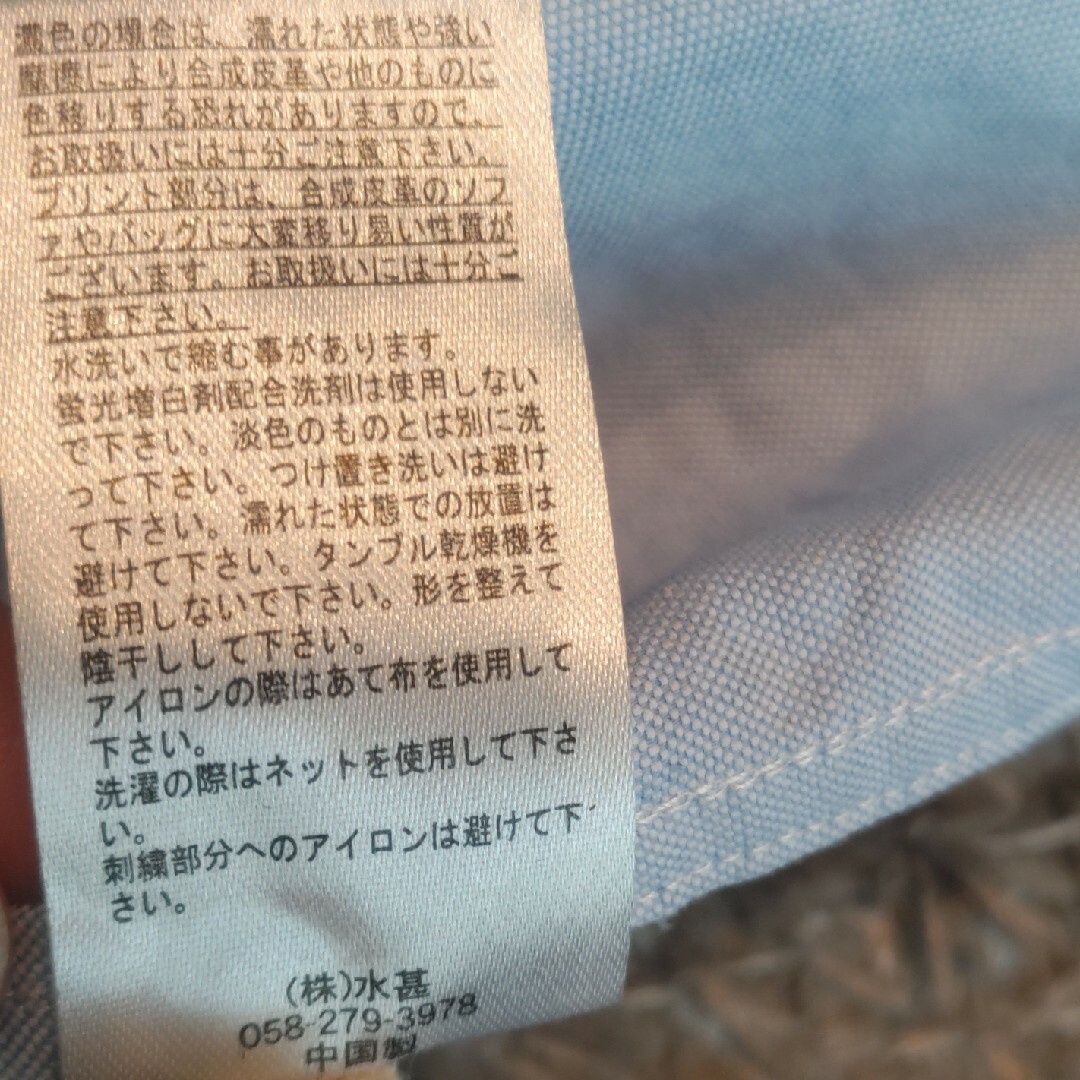 濃色の場合は、濡れた状態や強い
摩擦により合成皮革や他のものに
色移りする恐れがありますので、
お取扱いには十分ご注意下さい。
プリント部分は、合成皮革のソフ
ァやバッグに大変移り易い性質が
ございます。お取扱いには十分ご
注意下さい。
水洗いで縮む事があります。
蛍光増白剤配合洗剤は使用しない
で下さい。淡色のものとは別に洗
って下さい。つけ置き洗いは避け
て下さい。濡れた状態での放置は
避けて下さい。タンブル乾燥機を
使用しないで下さい。形を整えて
陰干しして下さい。
アイロンの際はあて布を使用して
下さい。
洗濯の際はネットを使用して下さ
い。
刺繍部分へのアイロンは避けて下
さい。
(株)水甚
058-279-3978
中国製